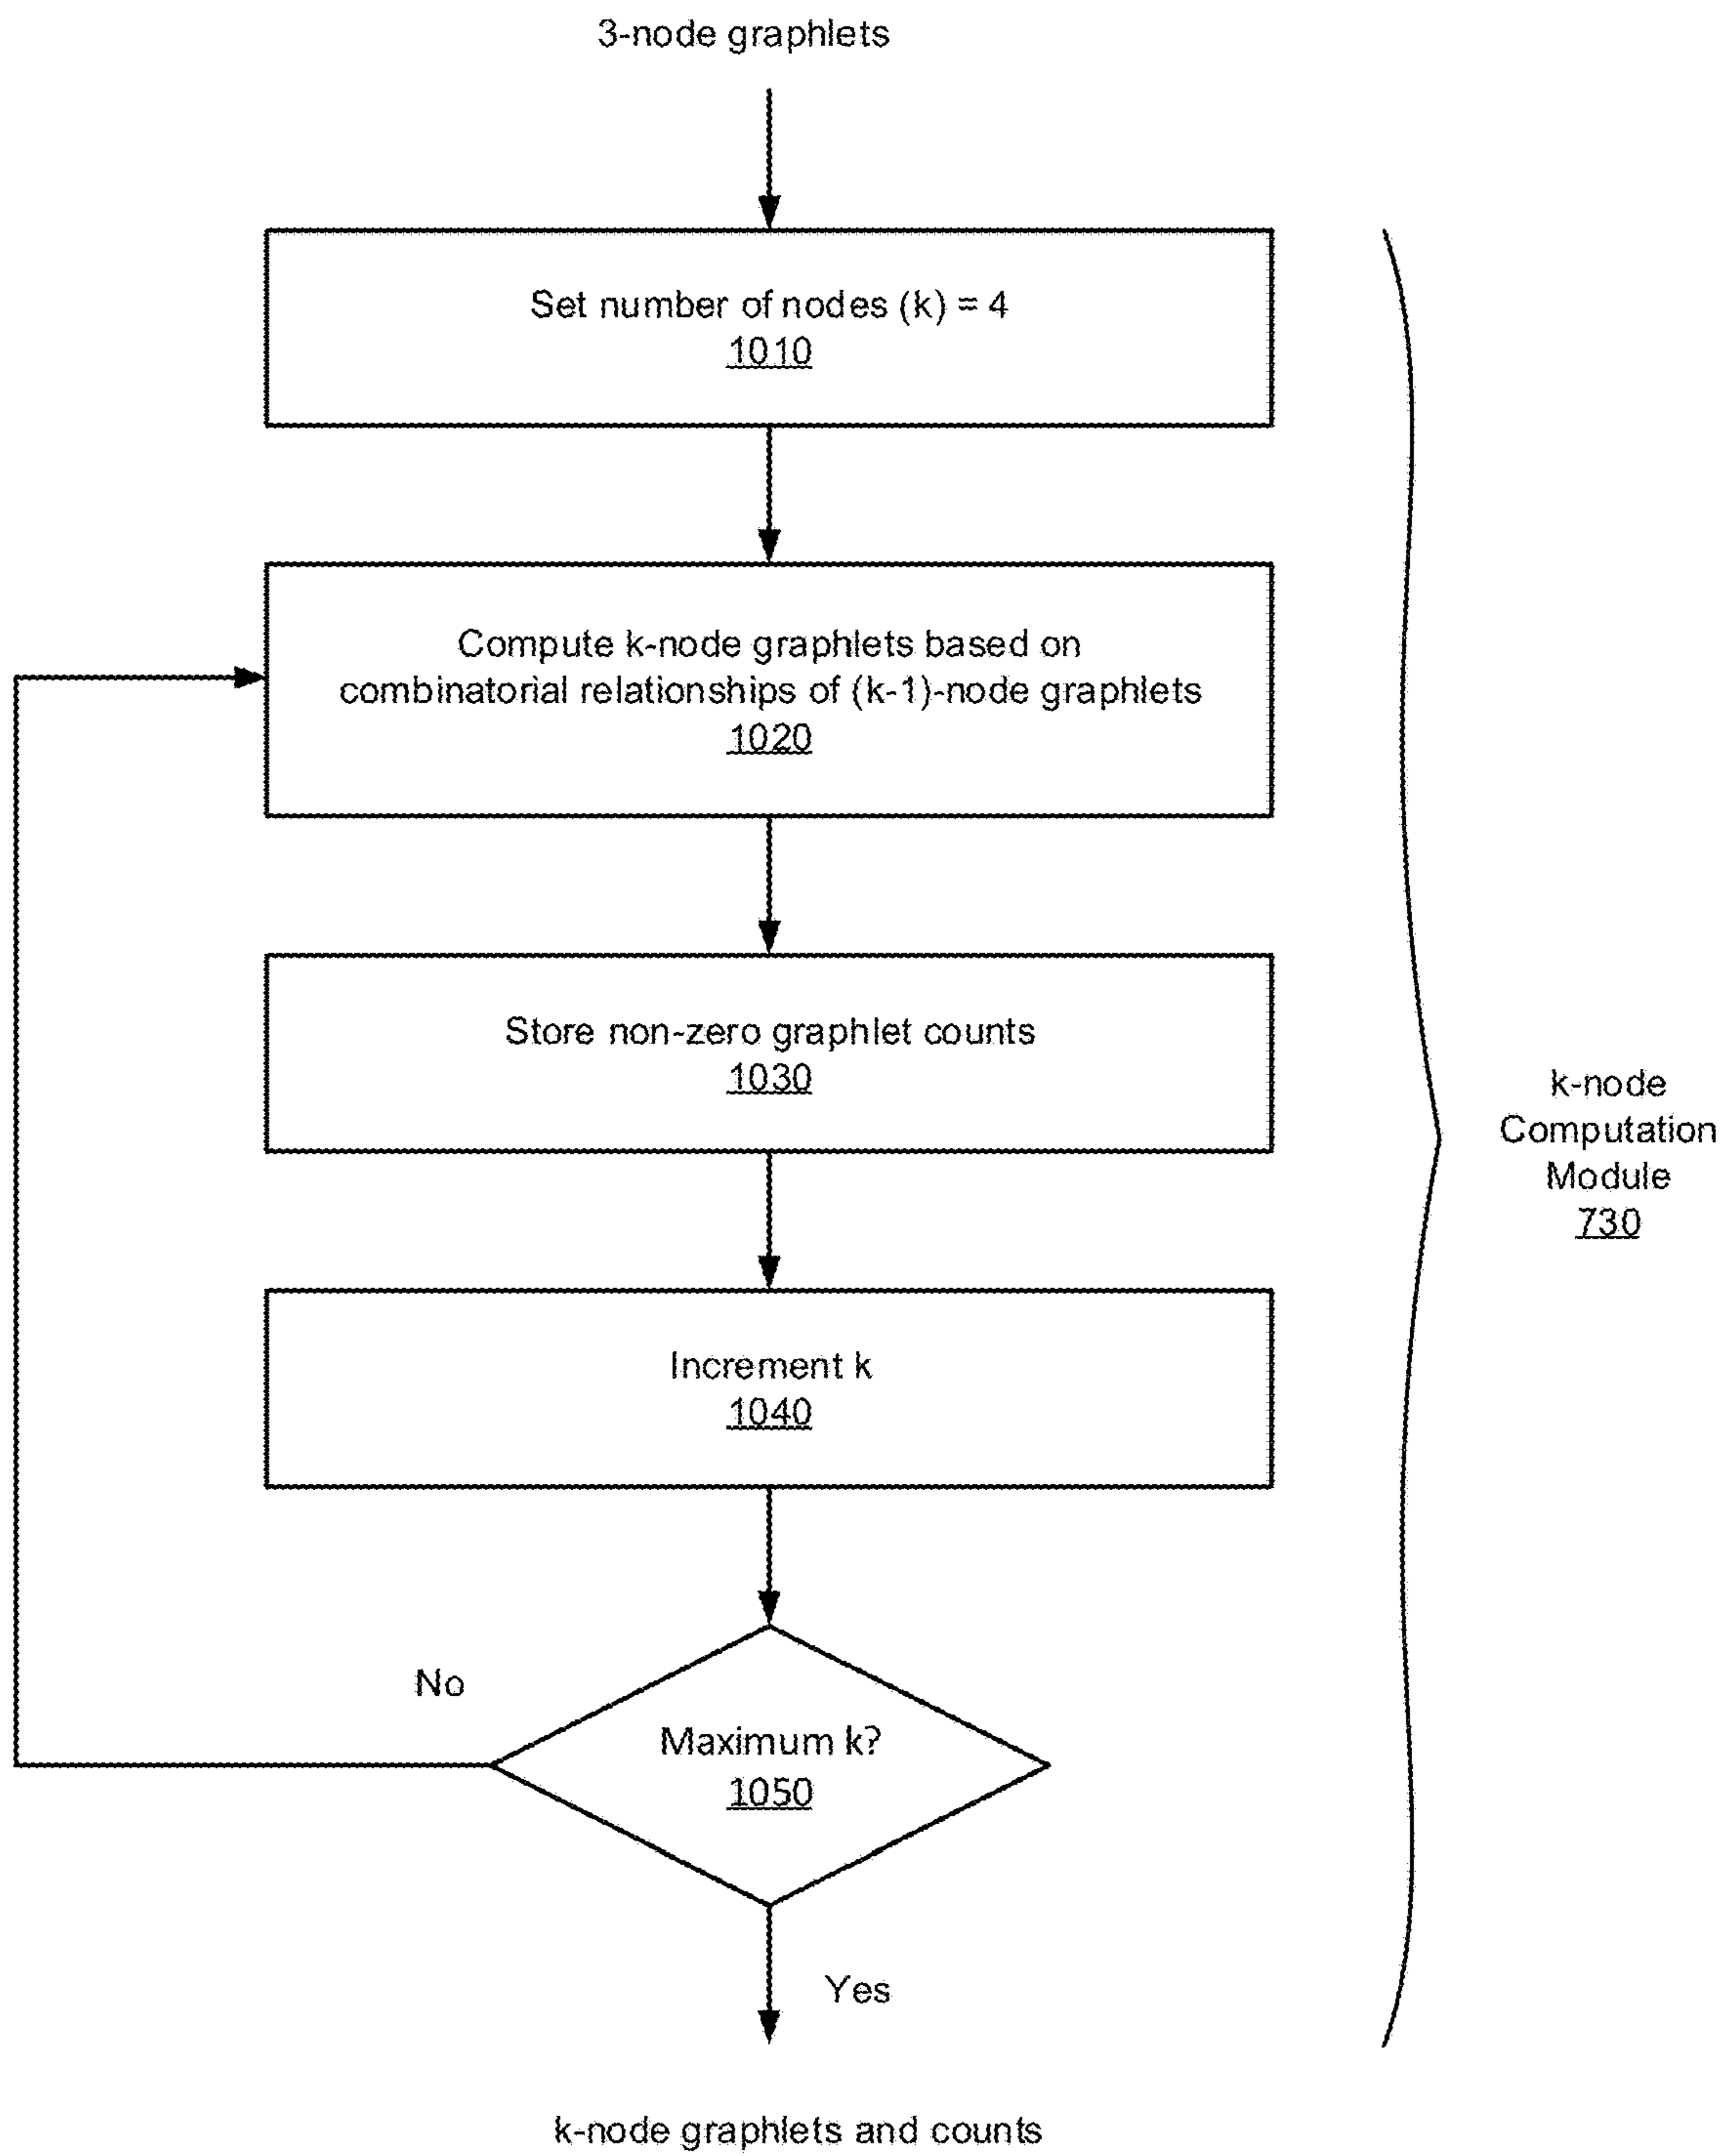 3-node graphlets
Set number of nodes (k) = 4
1010
Compute k-node graphlets based on
combinatorial relationships of (k-1)-node graphlets
1020
Store non-zero graphlet counts
1030
k-node
Computation
Module
730
Increment k
1040
No
Maximum k?
1050
Yes
k-node graphlets and counts